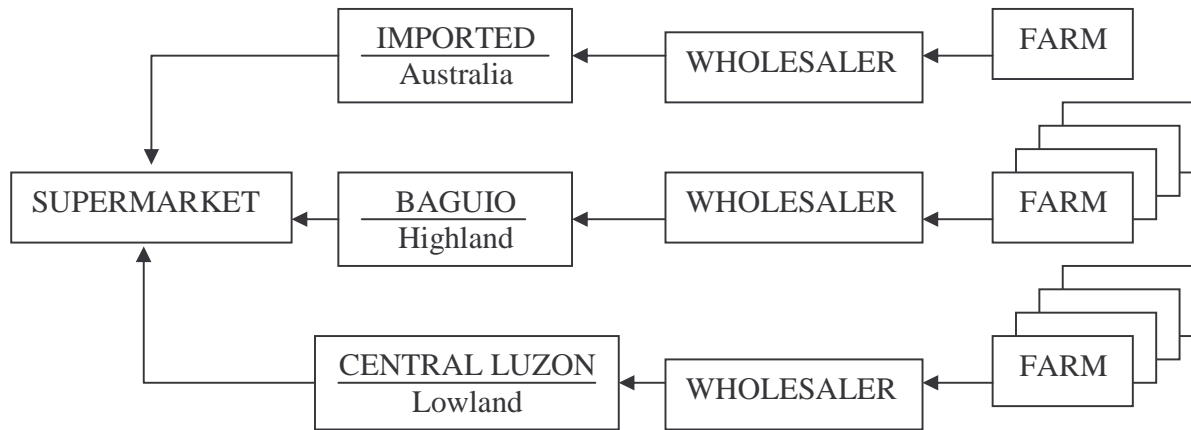 IMPORTED
Australia
WHOLESALER
FARM
SUPERMARKET
BAGUIO
Highland
WHOLESALER
FARM
CENTRAL LUZON
Lowland
WHOLESALER
FARM